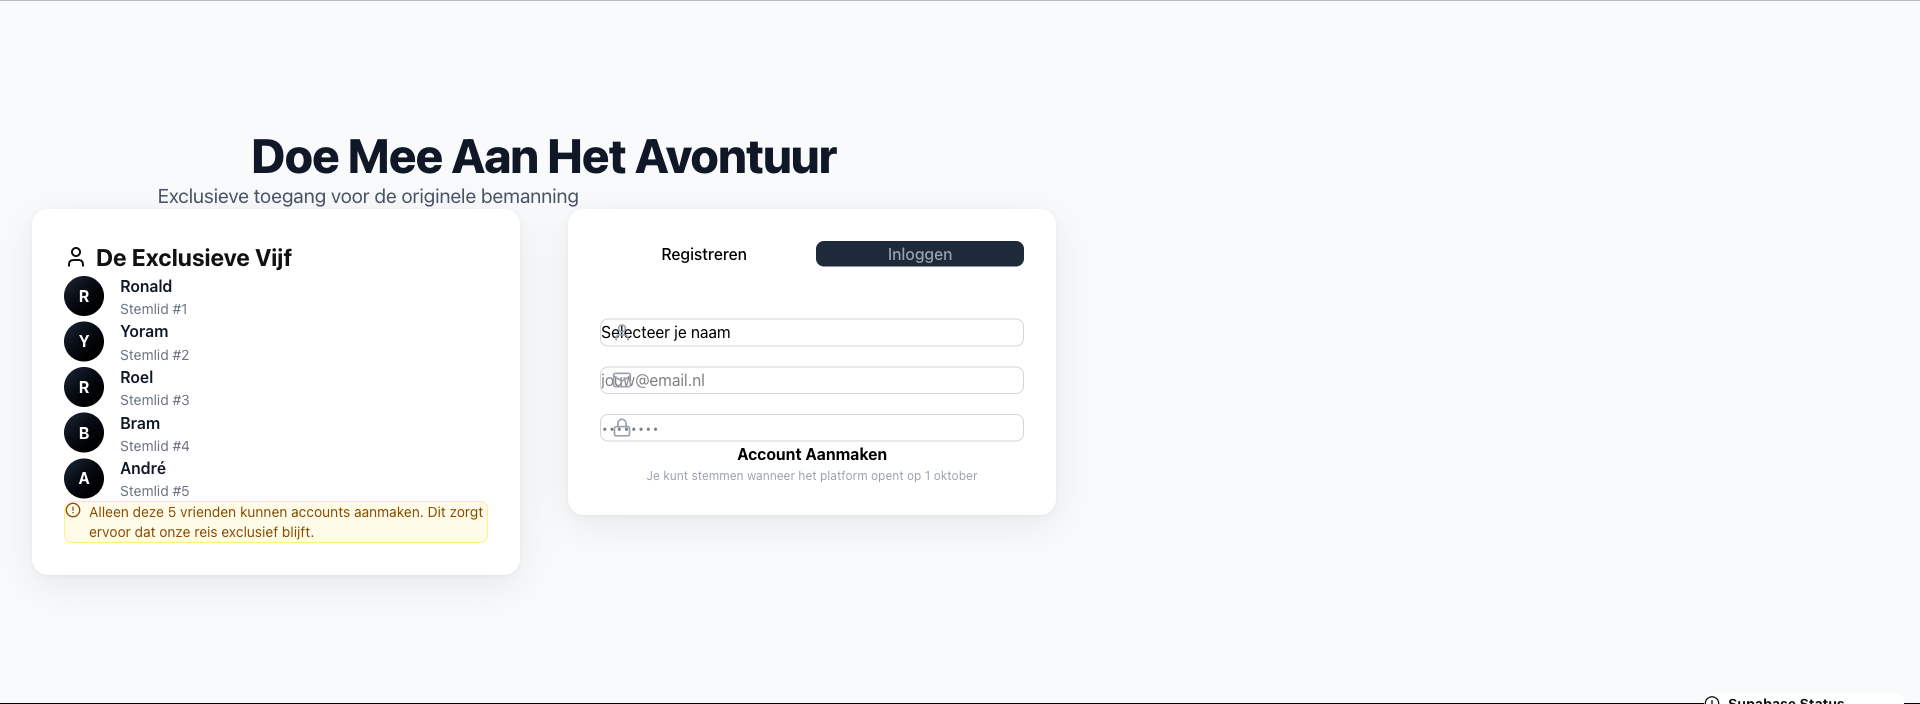 Doe Mee Aan Het Avontuur
Exclusieve toegang voor de originele bemanning
De Exclusieve Vijf
R
Ronald
Stemlid #1
Y
Yoram
Stemlid #2
R
Roel
Stemlid #3
B
Bram
Stemlid #4
A
André
Stemlid #5
Alleen deze 5 vrienden kunnen accounts aanmaken. Dit zorgt
ervoor dat onze reis exclusief blijft.
Registreren
Inloggen
Selecteer je naam
jouw@email.nl
••••••••
Account Aanmaken
Je kunt stemmen wanneer het platform opent op 1 oktober
Supabase Status